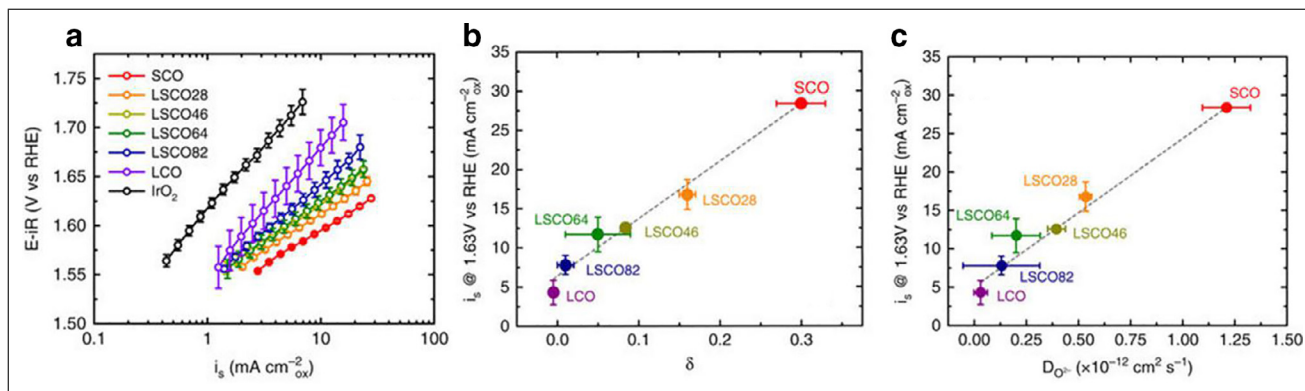 a
E-iR (V vs RHE)
1.75
1.70
1.65
1.60
1.55
1.50
SCO
LSCO28
LSCO46
LSCO64
LSCO82
LCO
IrO₂
0.1
1
10
100
iₛ (mA cm⁻²ₒₓ)
b
iₛ @ 1.63V vs RHE (mA cm⁻²ₒₓ)
35
30
25
20
15
10
5
0
SCO
LSCO28
LSCO64
LSCO46
LSCO82
LCO
0.0
0.1
0.2
0.3
δ
c
iₛ @ 1.63V vs RHE (mA cm⁻²ₒₓ)
35
30
25
20
15
10
5
0
SCO
LSCO28
LSCO64
LSCO46
LSCO82
LCO
0.00
0.25
0.50
0.75
1.00
1.25
1.50
D_O²⁻ (×10⁻¹² cm² s⁻¹)